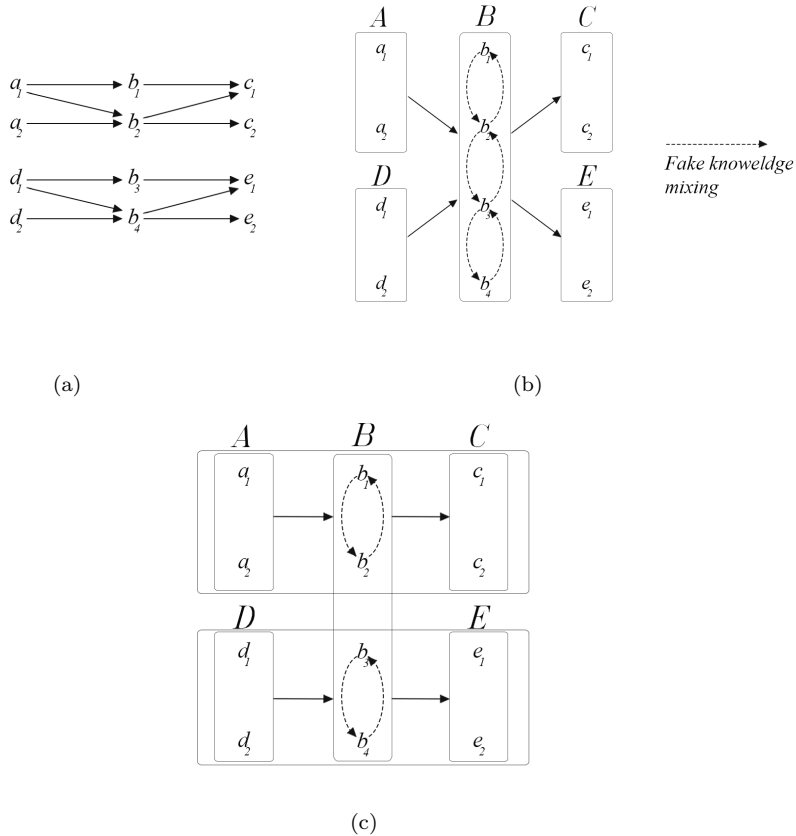 a1 b1 c1
a2 b2 c2
d1 b3 e1
d2 b4 e2
(a)
A B C
a1 b1 c1
a2 b2 c2
D E
d1 b3 e1
d2 b4 e2
Fake knoweldge
mixing
(b)
A B C
a1 b1 c1
a2 b2 c2
D E
d1 b3 e1
d2 b4 e2
(c)